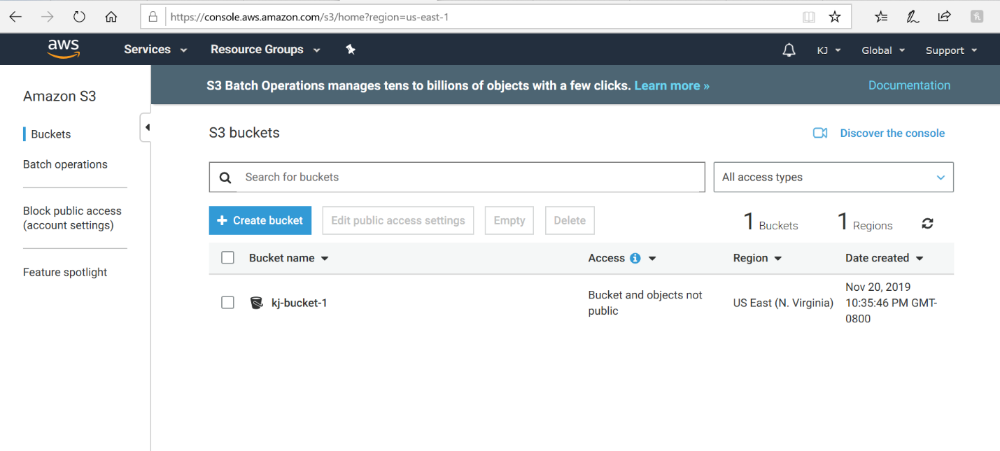 https://console.aws.amazon.com/s3/home?region=us-east-1
aws Services Resource Groups KJ Global Support
S3 Batch Operations manages tens to billions of objects with a few clicks. Learn more » Documentation
Amazon S3
Buckets
Batch operations
Block public access
(account settings)
Feature spotlight
S3 buckets Discover the console
Search for buckets All access types
Create bucket Edit public access settings Empty Delete 1 Buckets 1 Regions
Bucket name Access Region Date created
kj-bucket-1
Bucket and objects not
public
US East (N. Virginia)
Nov 20, 2019
10:35:46 PM GMT-
0800